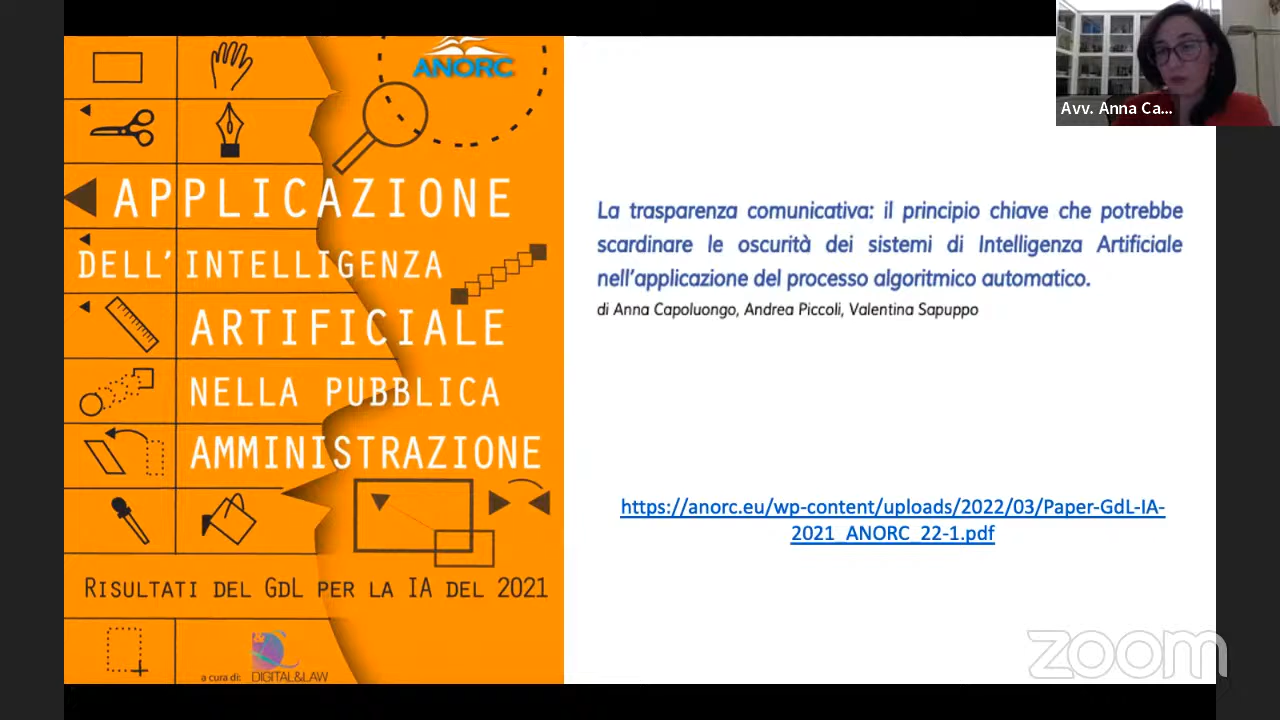 ANORC
APPLICAZIONE
DELL'INTELLIGENZA
ARTIFICIALE
NELLA PUBBLICA
AMMINISTRAZIONE
RISULTATI DEL GDL PER LA IA DEL 2021
a cura di:
DIGITAL&LAW
La trasparenza comunicativa: il principio chiave che potrebbe
scardinare le oscurità dei sistemi di Intelligenza Artificiale
nell'applicazione del processo algoritmico automatico.
di Anna Capoluongo, Andrea Piccoli, Valentina Sapuppo
https://anorc.eu/wp-content/uploads/2022/03/Paper-GdL-IA-
2021_ANORC_22-1.pdf
Avv. Anna Ca...
zoom